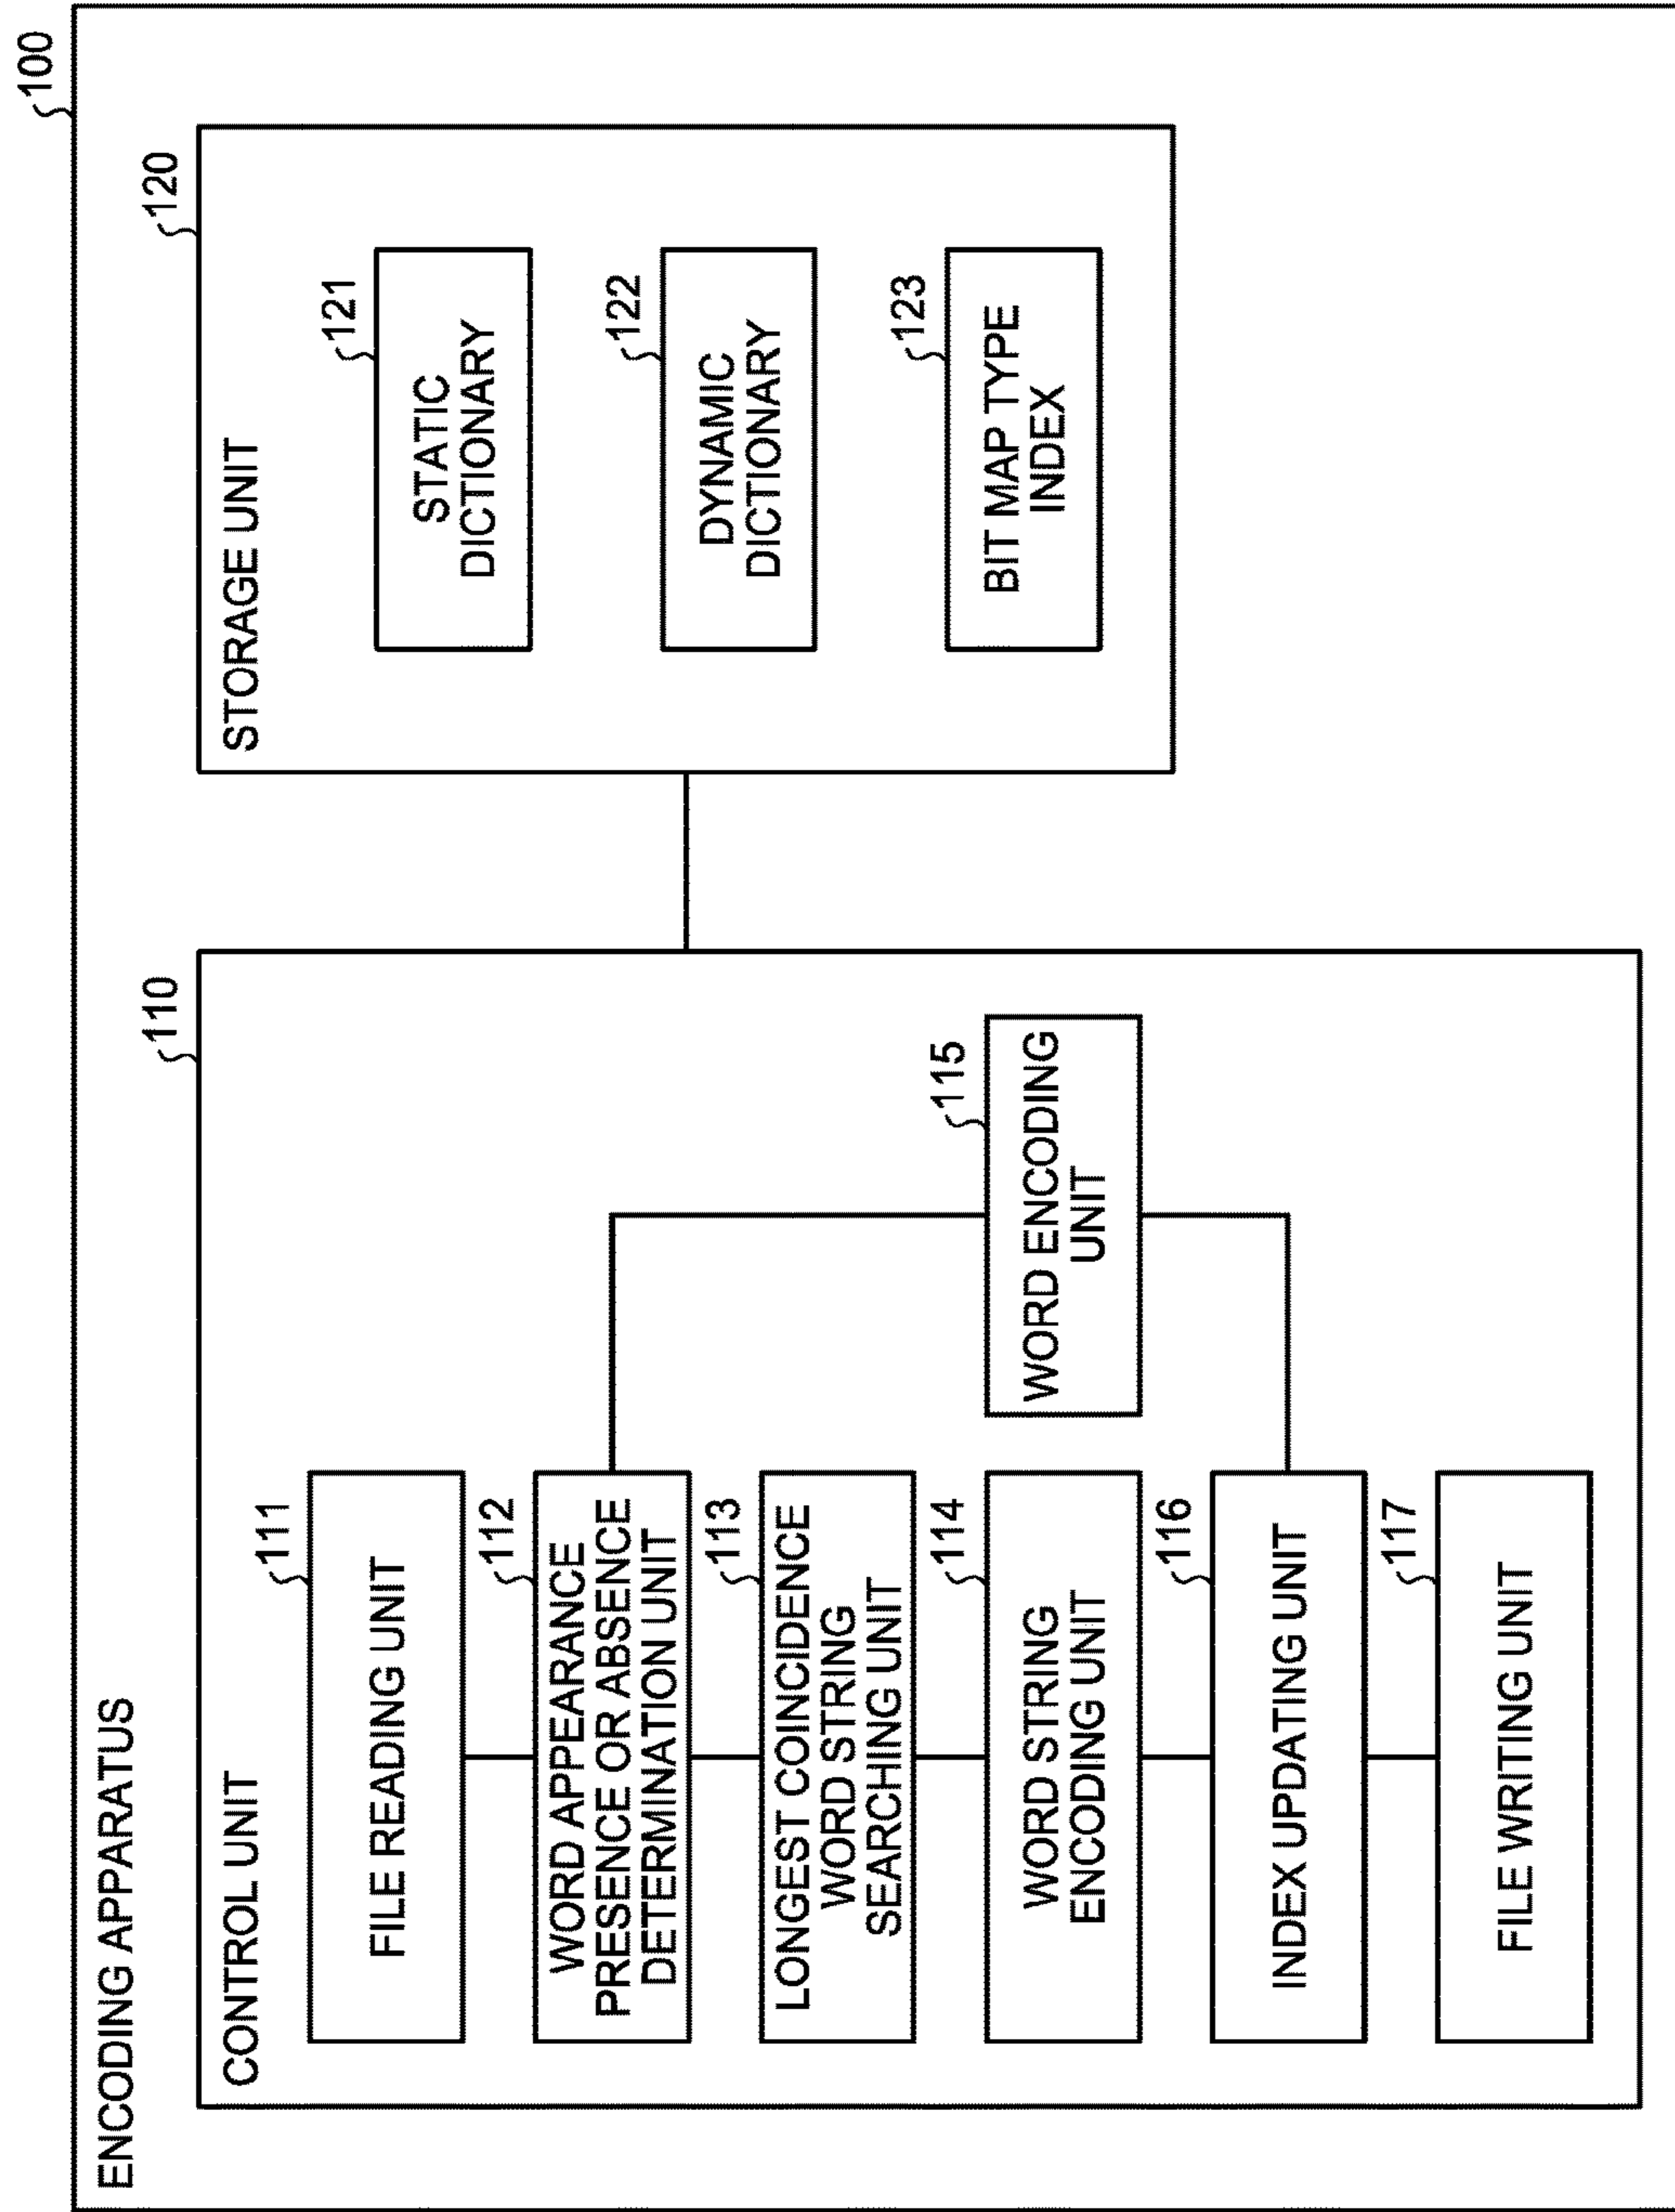 100
ENCODING APPARATUS
110
CONTROL UNIT
111
FILE READING UNIT
112
WORD APPEARANCE
PRESENCE OR ABSENCE
DETERMINATION UNIT
113
LONGEST COINCIDENCE
WORD STRING
SEARCHING UNIT
114
WORD STRING
ENCODING UNIT
115
WORD ENCODING
UNIT
116
INDEX UPDATING UNIT
117
FILE WRITING UNIT
120
STORAGE UNIT
121
STATIC
DICTIONARY
122
DYNAMIC
DICTIONARY
123
BIT MAP TYPE
INDEX